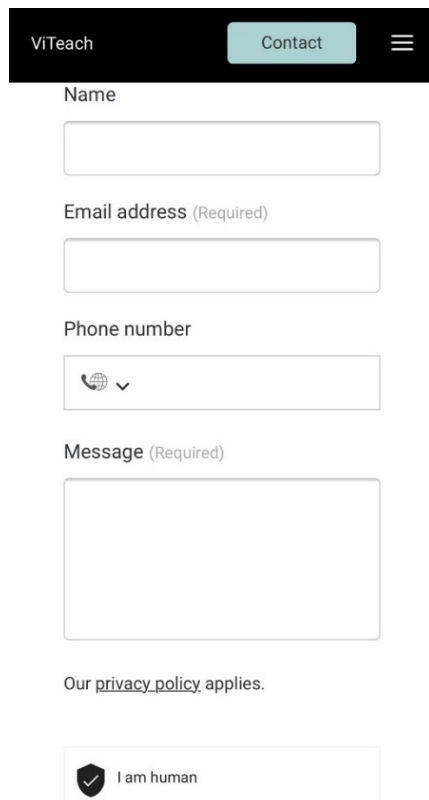 ViTeach
Contact
Name
Email address (Required)
Phone number
Message (Required)
Our privacy policy applies.
I am human